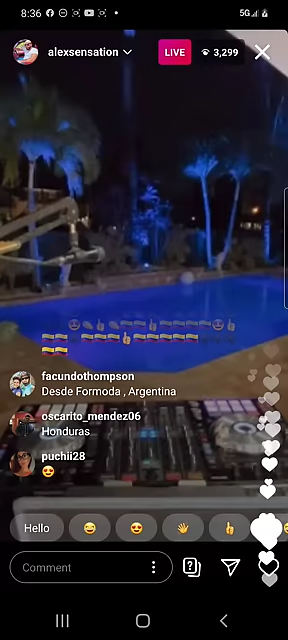 8:36
5G
alexsensation
LIVE
3,299
facundothompson
Desde Formoda , Argentina
oscarito_mendez06
Honduras
puchii28
Hello
Comment